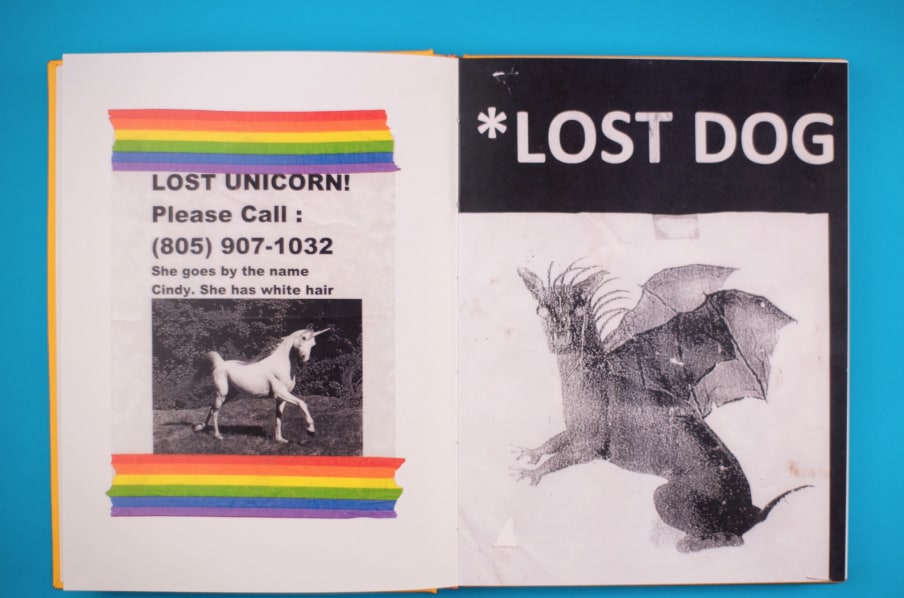 LOST UNICORN!
Please Call :
(805) 907-1032
She goes by the name
Cindy. She has white hair
*LOST DOG